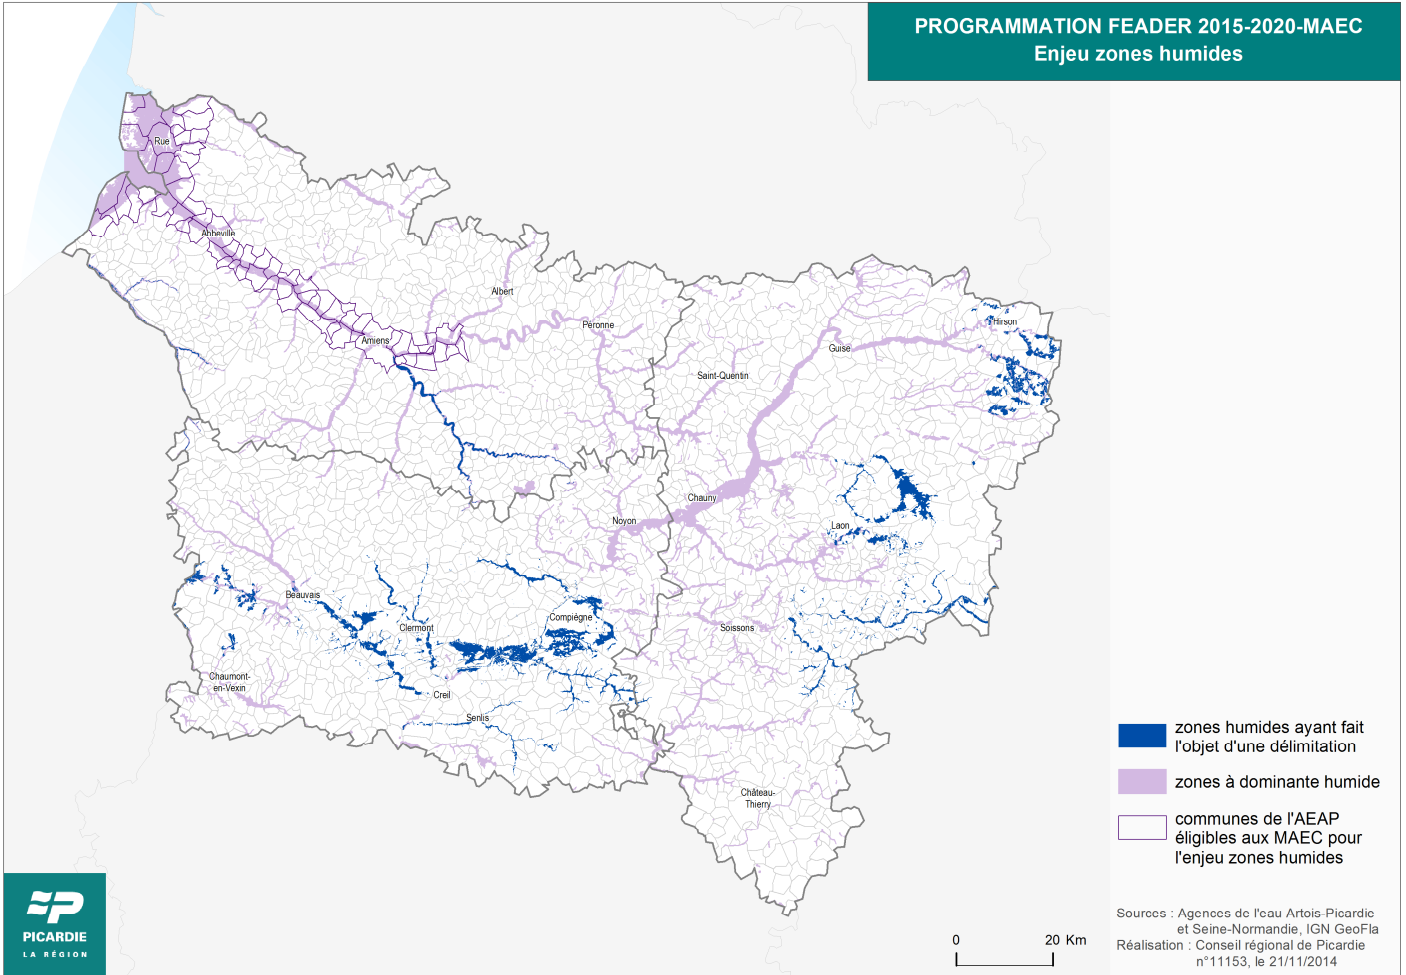 PROGRAMMATION FEADER 2015-2020-MAEC
Enjeu zones humides
Rue
Abbeville
Albert
Péronne
Amiens
Hirson
Guise
Saint-Quentin
Chauny
Noyon
Laon
Beauvais
Clermont
Compiègne
Soissons
Chaumont-
en-Vexin
Creil
Senlis
Château-
Thierry
zones humides ayant fait
l'objet d'une délimitation
zones à dominante humide
communes de l'AEAP
éligibles aux MAEC pour
l'enjeu zones humides
Sources : Agences de l'eau Artois-Picardie
et Seine-Normandie, IGN GeoFla
Réalisation : Conseil régional de Picardie
n°11153, le 21/11/2014
0 20 Km
PICARDIE
LA RÉGION